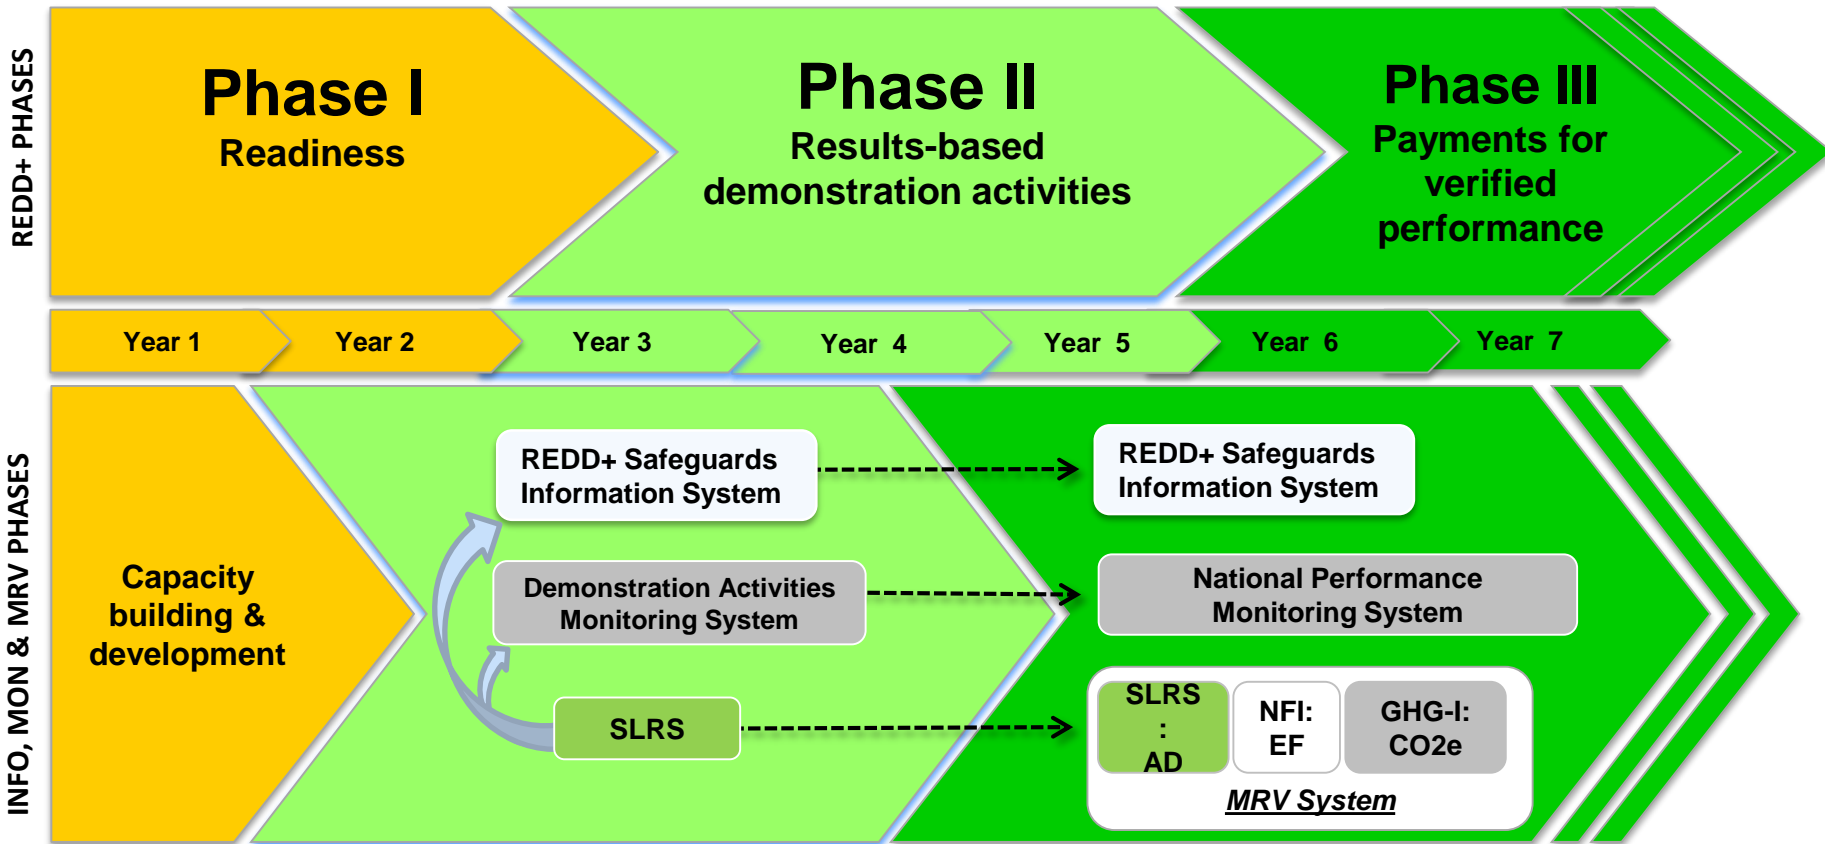 REDD+ PHASES
Phase I
Readiness
Phase II
Results-based
demonstration activities
Phase III
Payments for
verified
performance
Year 1
Year 2
Year 3
Year 4
Year 5
Year 6
Year 7
INFO, MON & MRV PHASES
Capacity
building &
development
REDD+ Safeguards
Information System
REDD+ Safeguards
Information System
Demonstration Activities
Monitoring System
National Performance
Monitoring System
SLRS
SLRS
:
AD
NFI:
EF
GHG-I:
CO2e
MRV System